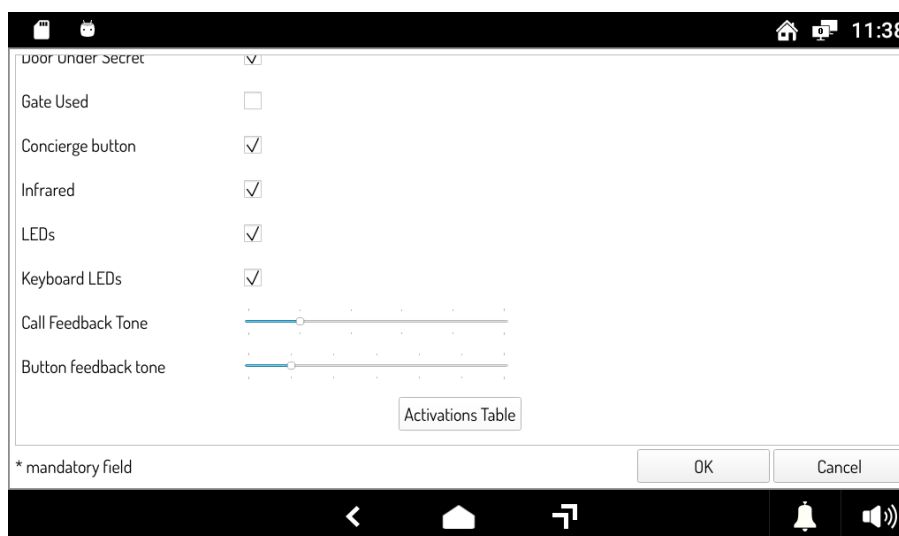 11:38
Door Under Secret
Gate Used
Concierge button
Infrared
LEDs
Keyboard LEDs
Call Feedback Tone
Button feedback tone
Activations Table
* mandatory field
OK
Cancel